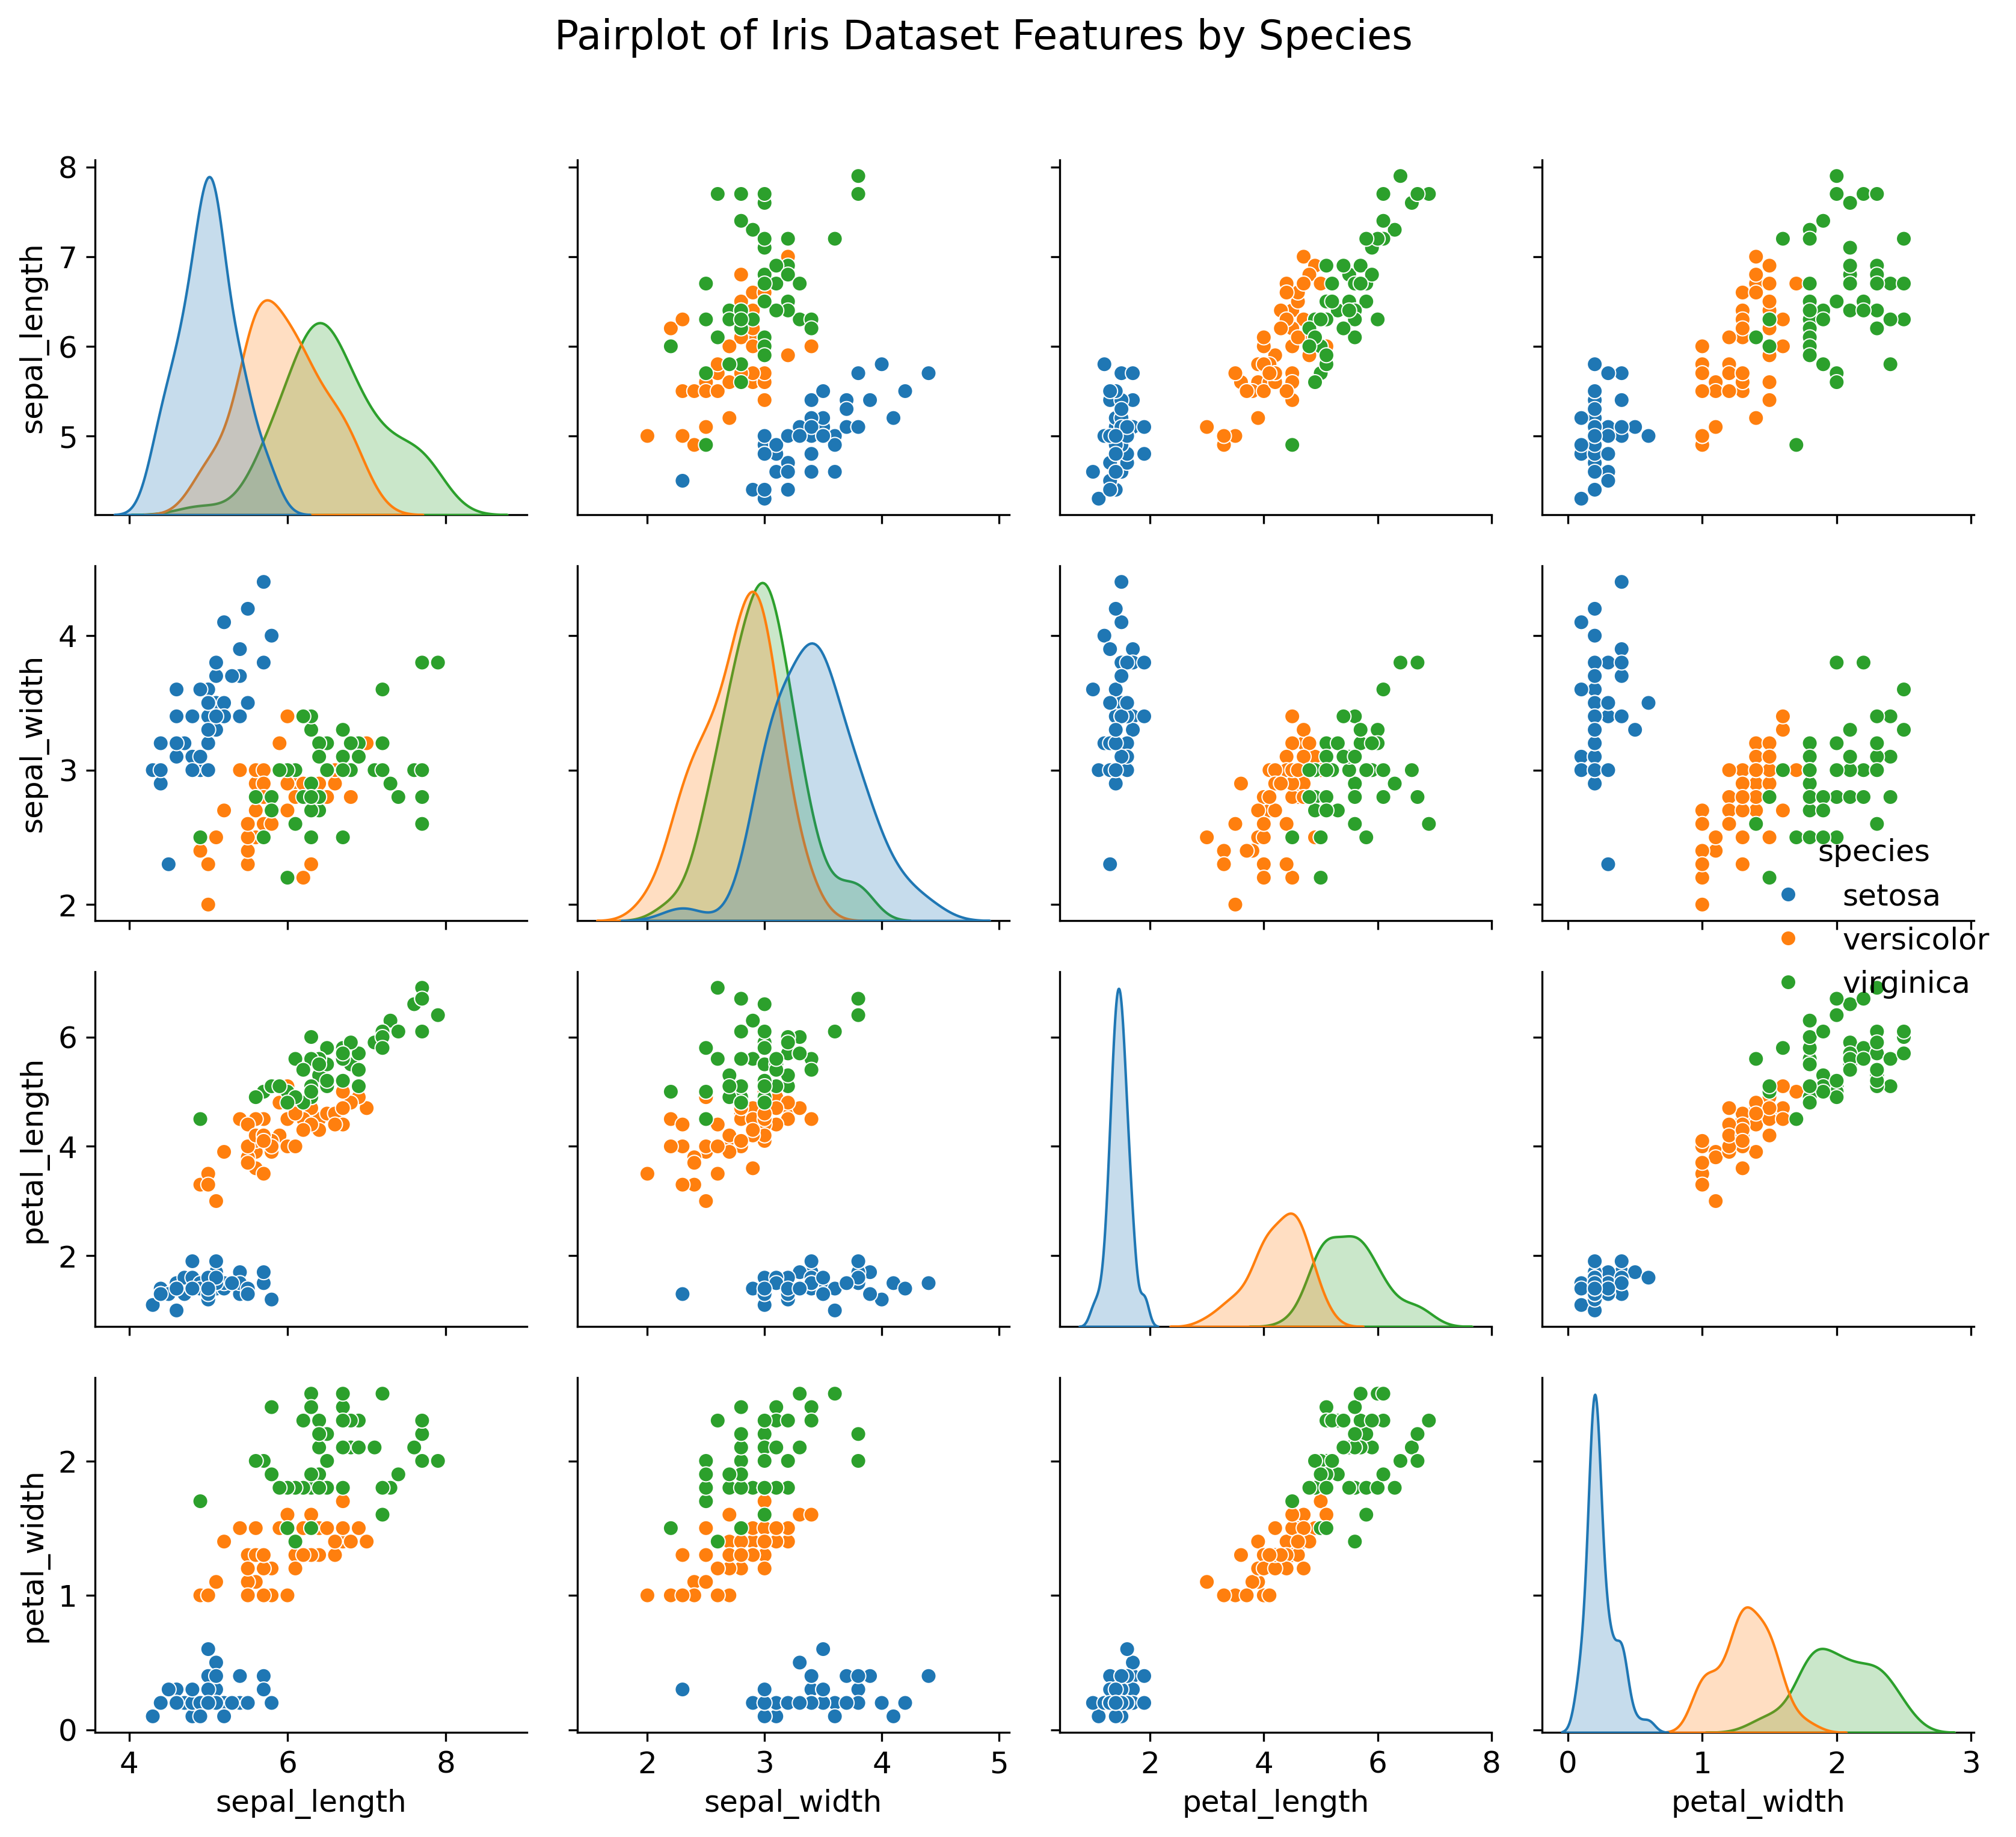 Pairplot of Iris Dataset Features by Species
8
7
6
5
sepal_length
4
6
8
2
3
4
5
2
4
6
8
0
1
2
3
4
3
2
sepal_width
species
setosa
versicolor
virginica
6
4
2
petal_length
2
1
0
petal_width
sepal_length
sepal_width
petal_length
petal_width